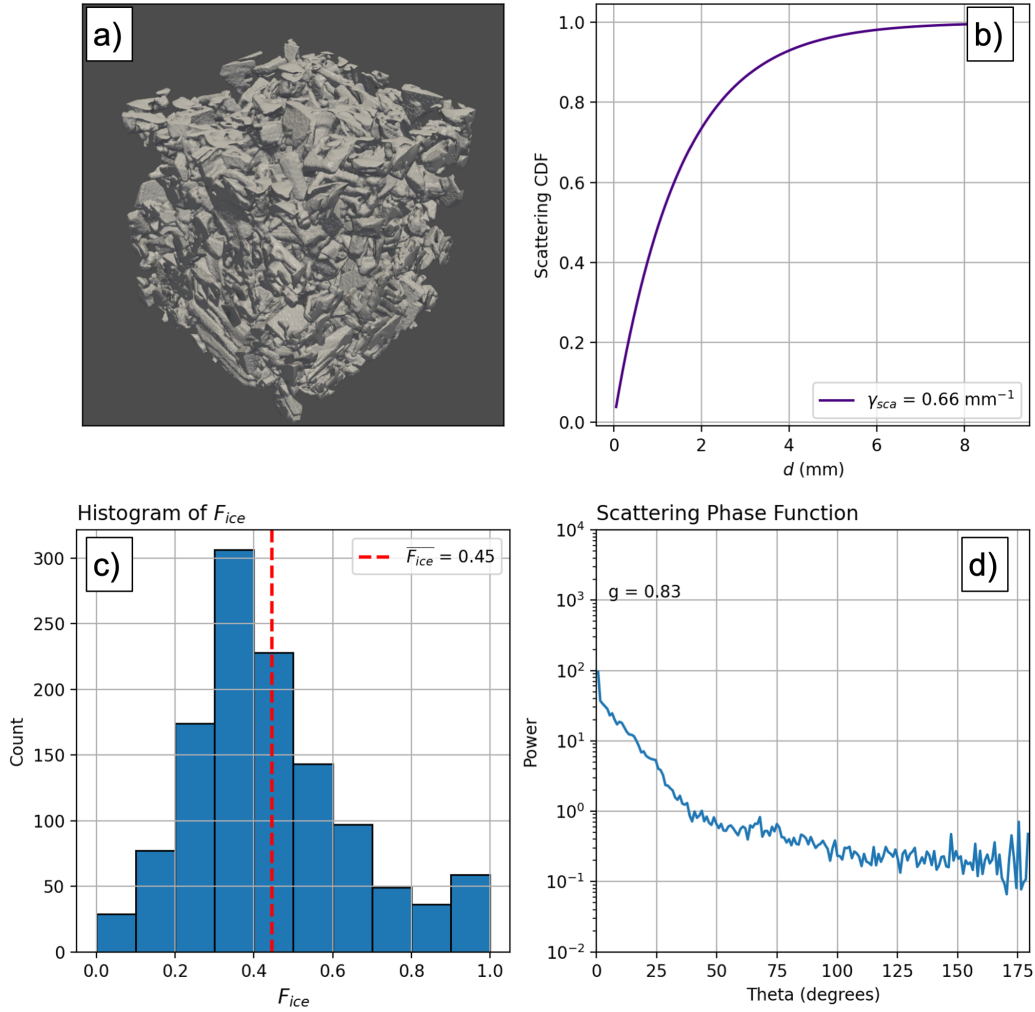 a)
b)
1.0
0.8
0.6
0.4
0.2
0.0
Scattering CDF
γsca = 0.66 mm⁻¹
0 2 4 6 8
d (mm)
Histogram of Fice
c)
Fice = 0.45
300
250
200
150
100
50
0
Count
0.0 0.2 0.4 0.6 0.8 1.0
Fice
Scattering Phase Function
d)
g = 0.83
10⁴
10³
10²
10¹
10⁰
10⁻¹
10⁻²
Power
0 25 50 75 100 125 150 175
Theta (degrees)